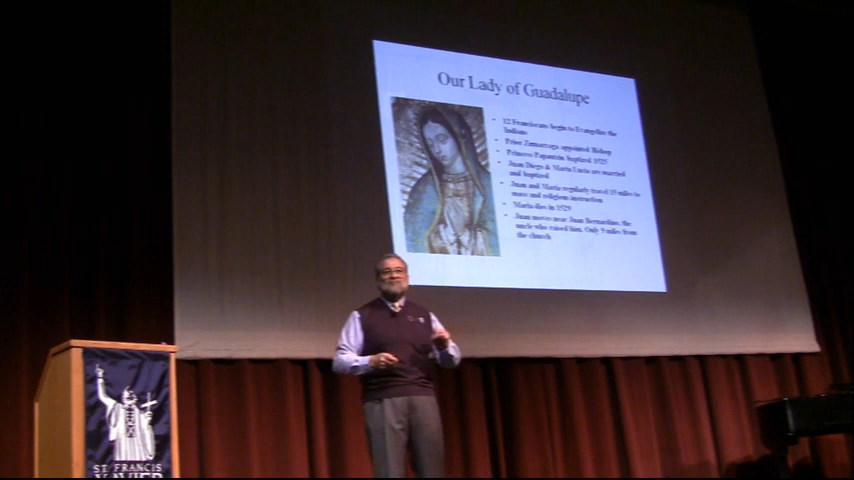 Our Lady of Guadalupe
- 12 Franciscans begin to Evangelize the
Indians
- Prior Zumarraga appointed Bishop
- Princess Papantzin baptized 1525
- Juan Diego & Maria Lucia are married
and baptized
- Juan and Maria regularly travel 15 miles to
mass and religious instruction
- Maria dies in 1529
- Juan moves near Juan Bernardino, the
uncle who raised him. Only 9 miles from
the church
ST. FRANCIS
XAVIER